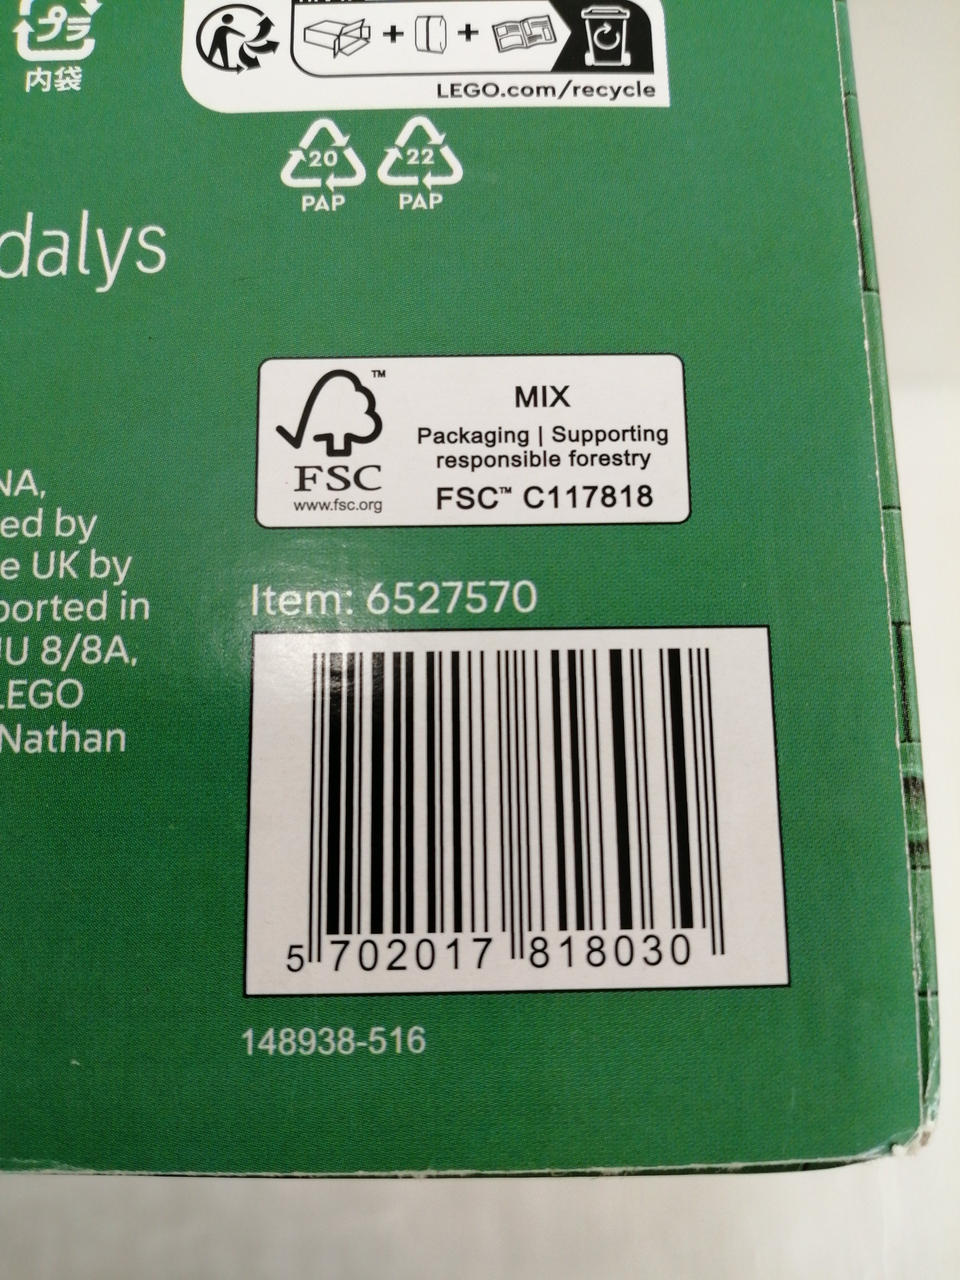 プラ
内袋
LEGO.com/recycle
20
PAP
22
PAP
dalys
NA,
ed by
e UK by
ported in
U 8/8A,
LEGO
Nathan
™
FSC
www.fsc.org
MIX
Packaging | Supporting
responsible forestry
FSC™ C117818
Item: 6527570
5 702017 818030
148938-516